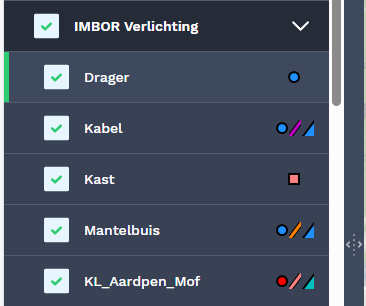 IMBOR Verlichting
Drager
Kabel
Kast
Mantelbuis
KL_Aardpen_Mof